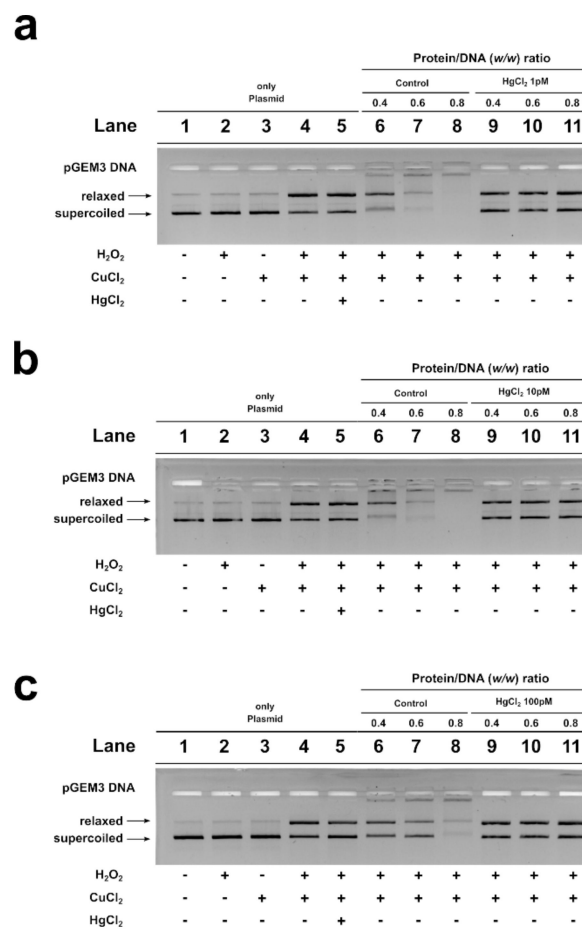 a
Protein/DNA (w/w) ratio
only
Plasmid
Control
HgCl₂ 1pM
0.4 0.6 0.8 0.4 0.6 0.8
Lane 1 2 3 4 5 6 7 8 9 10 11
pGEM3 DNA
relaxed
supercoiled
H₂O₂ - + - + + + + + + + +
CuCl₂ - - + + + + + + + + +
HgCl₂ - - - - + - - - - - -
b
Protein/DNA (w/w) ratio
only
Plasmid
Control
HgCl₂ 10pM
0.4 0.6 0.8 0.4 0.6 0.8
Lane 1 2 3 4 5 6 7 8 9 10 11
pGEM3 DNA
relaxed
supercoiled
H₂O₂ - + - + + + + + + + +
CuCl₂ - - + + + + + + + + +
HgCl₂ - - - - + - - - - - -
c
Protein/DNA (w/w) ratio
only
Plasmid
Control
HgCl₂ 100pM
0.4 0.6 0.8 0.4 0.6 0.8
Lane 1 2 3 4 5 6 7 8 9 10 11
pGEM3 DNA
relaxed
supercoiled
H₂O₂ - + - + + + + + + + +
CuCl₂ - - + + + + + + + + +
HgCl₂ - - - - + - - - - - -